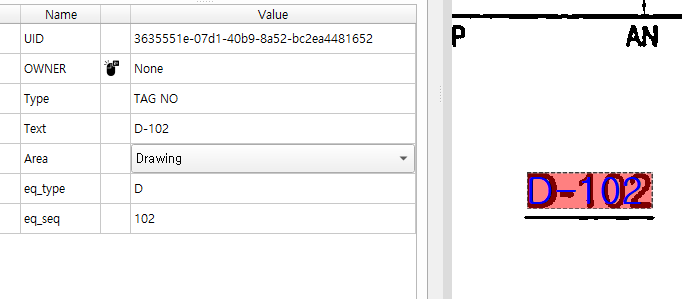 Name Value
UID 3635551e-07d1-40b9-8a52-bc2ea4481652
OWNER None
Type TAG NO
Text D-102
Area Drawing
eq_type D
eq_seq 102
P AN
D-102